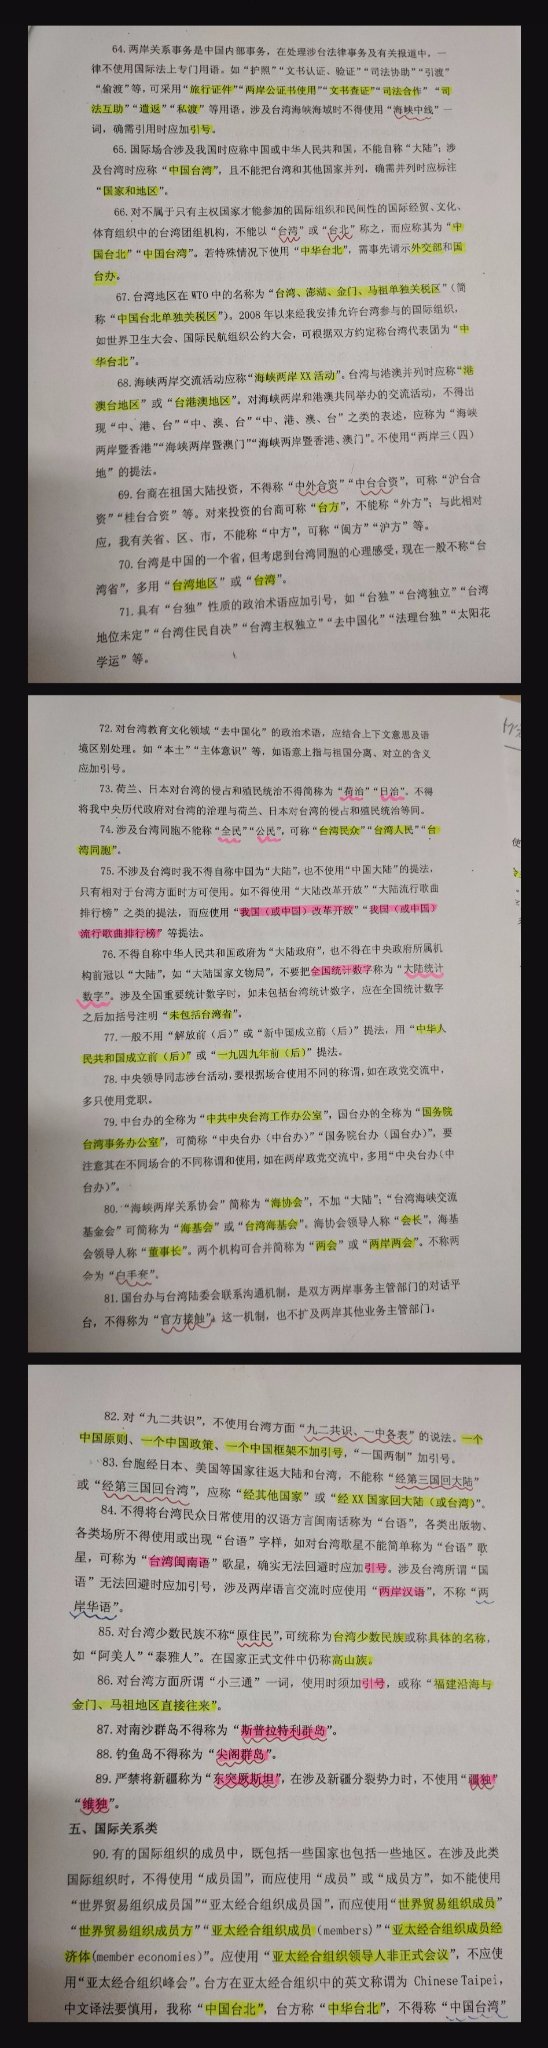 64. 两岸关系事务是中国内部事务，在处理涉台法律事务及有关报道中，一
律不使用国际法上专门用语。如“护照”“文书认证、验证”“司法协助”“引渡”
“偷渡”等，可采用“旅行证件”“两岸公证书使用”“文书查证”“司法合作”“司
法互助”“遣返”“私渡”等用语，涉及台湾海峡海域时不得使用“海峡中线”一
词，确需引用时应加引号。
65. 国际场合涉及我国时应称中国或中华人民共和国，不能自称“大陆”；涉
及台湾时应称“中国台湾”，且不能把台湾和其他国家并列，确需并列时应标注
“国家和地区”。
66. 对不属于只有主权国家才能参加的国际组织和民间性的国际经贸、文化、
体育组织中的台湾团组机构，不能以“台湾”或“台北”称之，而应称其为“中
国台北”“中国台湾”。若特殊情况下使用“中华台北”，需事先请示外交部和国
台办。
67. 台湾地区在WTO中的名称为“台湾、澎湖、金门、马祖单独关税区”（简
称“中国台北单独关税区”）。2008年以来经我安排允许台湾参与的国际组织，
如世界卫生大会、国际民航组织公约大会，可根据双方约定称台湾代表团为“中
华台北”。
68. 海峡两岸交流活动应称“海峡两岸XX活动”。台湾与港澳并列时应称“港
澳台地区”或“台港澳地区”。对海峡两岸和港澳共同举办的交流活动，不得出
现“中、港、台”“中、澳、台”“中、港、澳、台”之类的表述，应称为“海峡
两岸暨香港”“海峡两岸暨澳门”“海峡两岸暨香港、澳门”。不使用“两岸三（四）
地”的提法。
69. 台商在祖国大陆投资，不得称“中外合资”“中台合资”，可称“沪台合
资”“桂台合资”等。对来投资的台商可称“台方”，不能称“外方”；与此相对
应，我有关省、区、市，不能称“中方”，可称“闽方”“沪方”等。
70. 台湾是中国的一个省，但考虑到台湾同胞的心理感受，现在一般不称“台
湾省”，多用“台湾地区”或“台湾”。
71. 具有“台独”性质的政治术语应加引号，如“台独”“台湾独立”“台湾
地位未定”“台湾住民自决”“台湾主权独立”“去中国化”“法理台独”“太阳花
学运”等。
72. 对台湾教育文化领域“去中国化”的政治术语，应结合上下文意思及语
境区别处理。如“本土”“主体意识”等，如语意上指与祖国分离、对立的含义
应加引号。
73. 荷兰、日本对台湾的侵占和殖民统治不得简称为“荷治”“日治”。不得
将我中央历代政府对台湾的治理与荷兰、日本对台湾的侵占和殖民统治等同。
74. 涉及台湾同胞不能称“全民”“公民”，可称“台湾民众”“台湾人民”“台
湾同胞”。
75. 不涉及台湾时我不得自称中国为“大陆”，也不使用“中国大陆”的提法，
只有相对于台湾方面时方可使用。如不得使用“大陆改革开放”“大陆流行歌曲
排行榜”之类的提法，而应使用“我国（或中国）改革开放”“我国（或中国）
流行歌曲排行榜”等提法。
76. 不得自称中华人民共和国政府为“大陆政府”，也不得在中央政府所属机
构前冠以“大陆”，如“大陆国家文物局”，不要把全国统计数字称为“大陆统计
数字”。涉及全国重要统计数字时，如未包括台湾统计数字，应在全国统计数字
之后加括号注明“未包括台湾省”。
77. 一般不用“解放前（后）”或“新中国成立前（后）”提法，用“中华人
民共和国成立前（后）”或“一九四九年前（后）”提法。
78. 中央领导同志涉台活动，要根据场合使用不同的称谓，如在政党交流中，
多只使用党职。
79. 中台办的全称为“中共中央台湾工作办公室”，国台办的全称为“国务院
台湾事务办公室”，可简称“中央台办（中台办）”“国务院台办（国台办）”，要
注意其在不同场合的不同称谓和使用，如在两岸政党交流中，多用“中央台办（中
台办）”。
80. “海峡两岸关系协会”简称为“海协会”，不加“大陆”；“台湾海峡交流
基金会”可简称为“海基会”或“台湾海基会”。海协会领导人称“会长”，海基
会领导人称“董事长”。两个机构可合并简称为“两会”或“两岸两会”。不称两
会为“白手套”。
81. 国台办与台湾陆委会联系沟通机制，是双方两岸事务主管部门的对话平
台，不得称为“官方接触”。这一机制，也不扩及两岸其他业务主管部门。
82. 对“九二共识”，不使用台湾方面“九二共识，一中各表”的说法。一个
中国原则、一个中国政策、一个中国框架不加引号，“一国两制”加引号。
83. 台胞经日本、美国等国家往返大陆和台湾，不能称“经第三国回大陆”
或“经第三国回台湾”，应称“经其他国家”或“经XX国家回大陆（或台湾）”。
84. 不得将台湾民众日常使用的汉语方言闽南话称为“台语”，各类出版物、
各类场所不得使用或出现“台语”字样，如对台湾歌星不能简单称为“台语”歌
星，可称为“台湾闽南语”歌星，确实无法回避时应加引号。涉及台湾所谓“国
语”无法回避时应加引号，涉及两岸语言交流时应使用“两岸汉语”，不称“两
岸华语”。
85. 对台湾少数民族不称“原住民”，可统称为台湾少数民族或称具体的名称，
如“阿美人”“泰雅人”。在国家正式文件中仍称高山族。
86. 对台湾方面所谓“小三通”一词，使用时须加引号，或称“福建沿海与
金门、马祖地区直接往来”。
87. 对南沙群岛不得称为“斯普拉特利群岛”。
88. 钓鱼岛不得称为“尖阁群岛”。
89. 严禁将新疆称为“东突厥斯坦”，在涉及新疆分裂势力时，不使用“疆独”
“维独”。
五、国际关系类
90. 有的国际组织的成员中，既包括一些国家也包括一些地区。在涉及此类
国际组织时，不得使用“成员国”，而应使用“成员”或“成员方”，如不能使用
“世界贸易组织成员国”“亚太经合组织成员国”，而应使用“世界贸易组织成员”
“世界贸易组织成员方”“亚太经合组织成员（members）”“亚太经合组织成员经
济体(member economies)”。应使用“亚太经合组织领导人非正式会议”，不应使
用“亚太经合组织峰会”。台方在亚太经合组织中的英文称谓为 Chinese Taipei，
中文译法要慎用，我称“中国台北”，台方称“中华台北”，不得称“中国台湾”